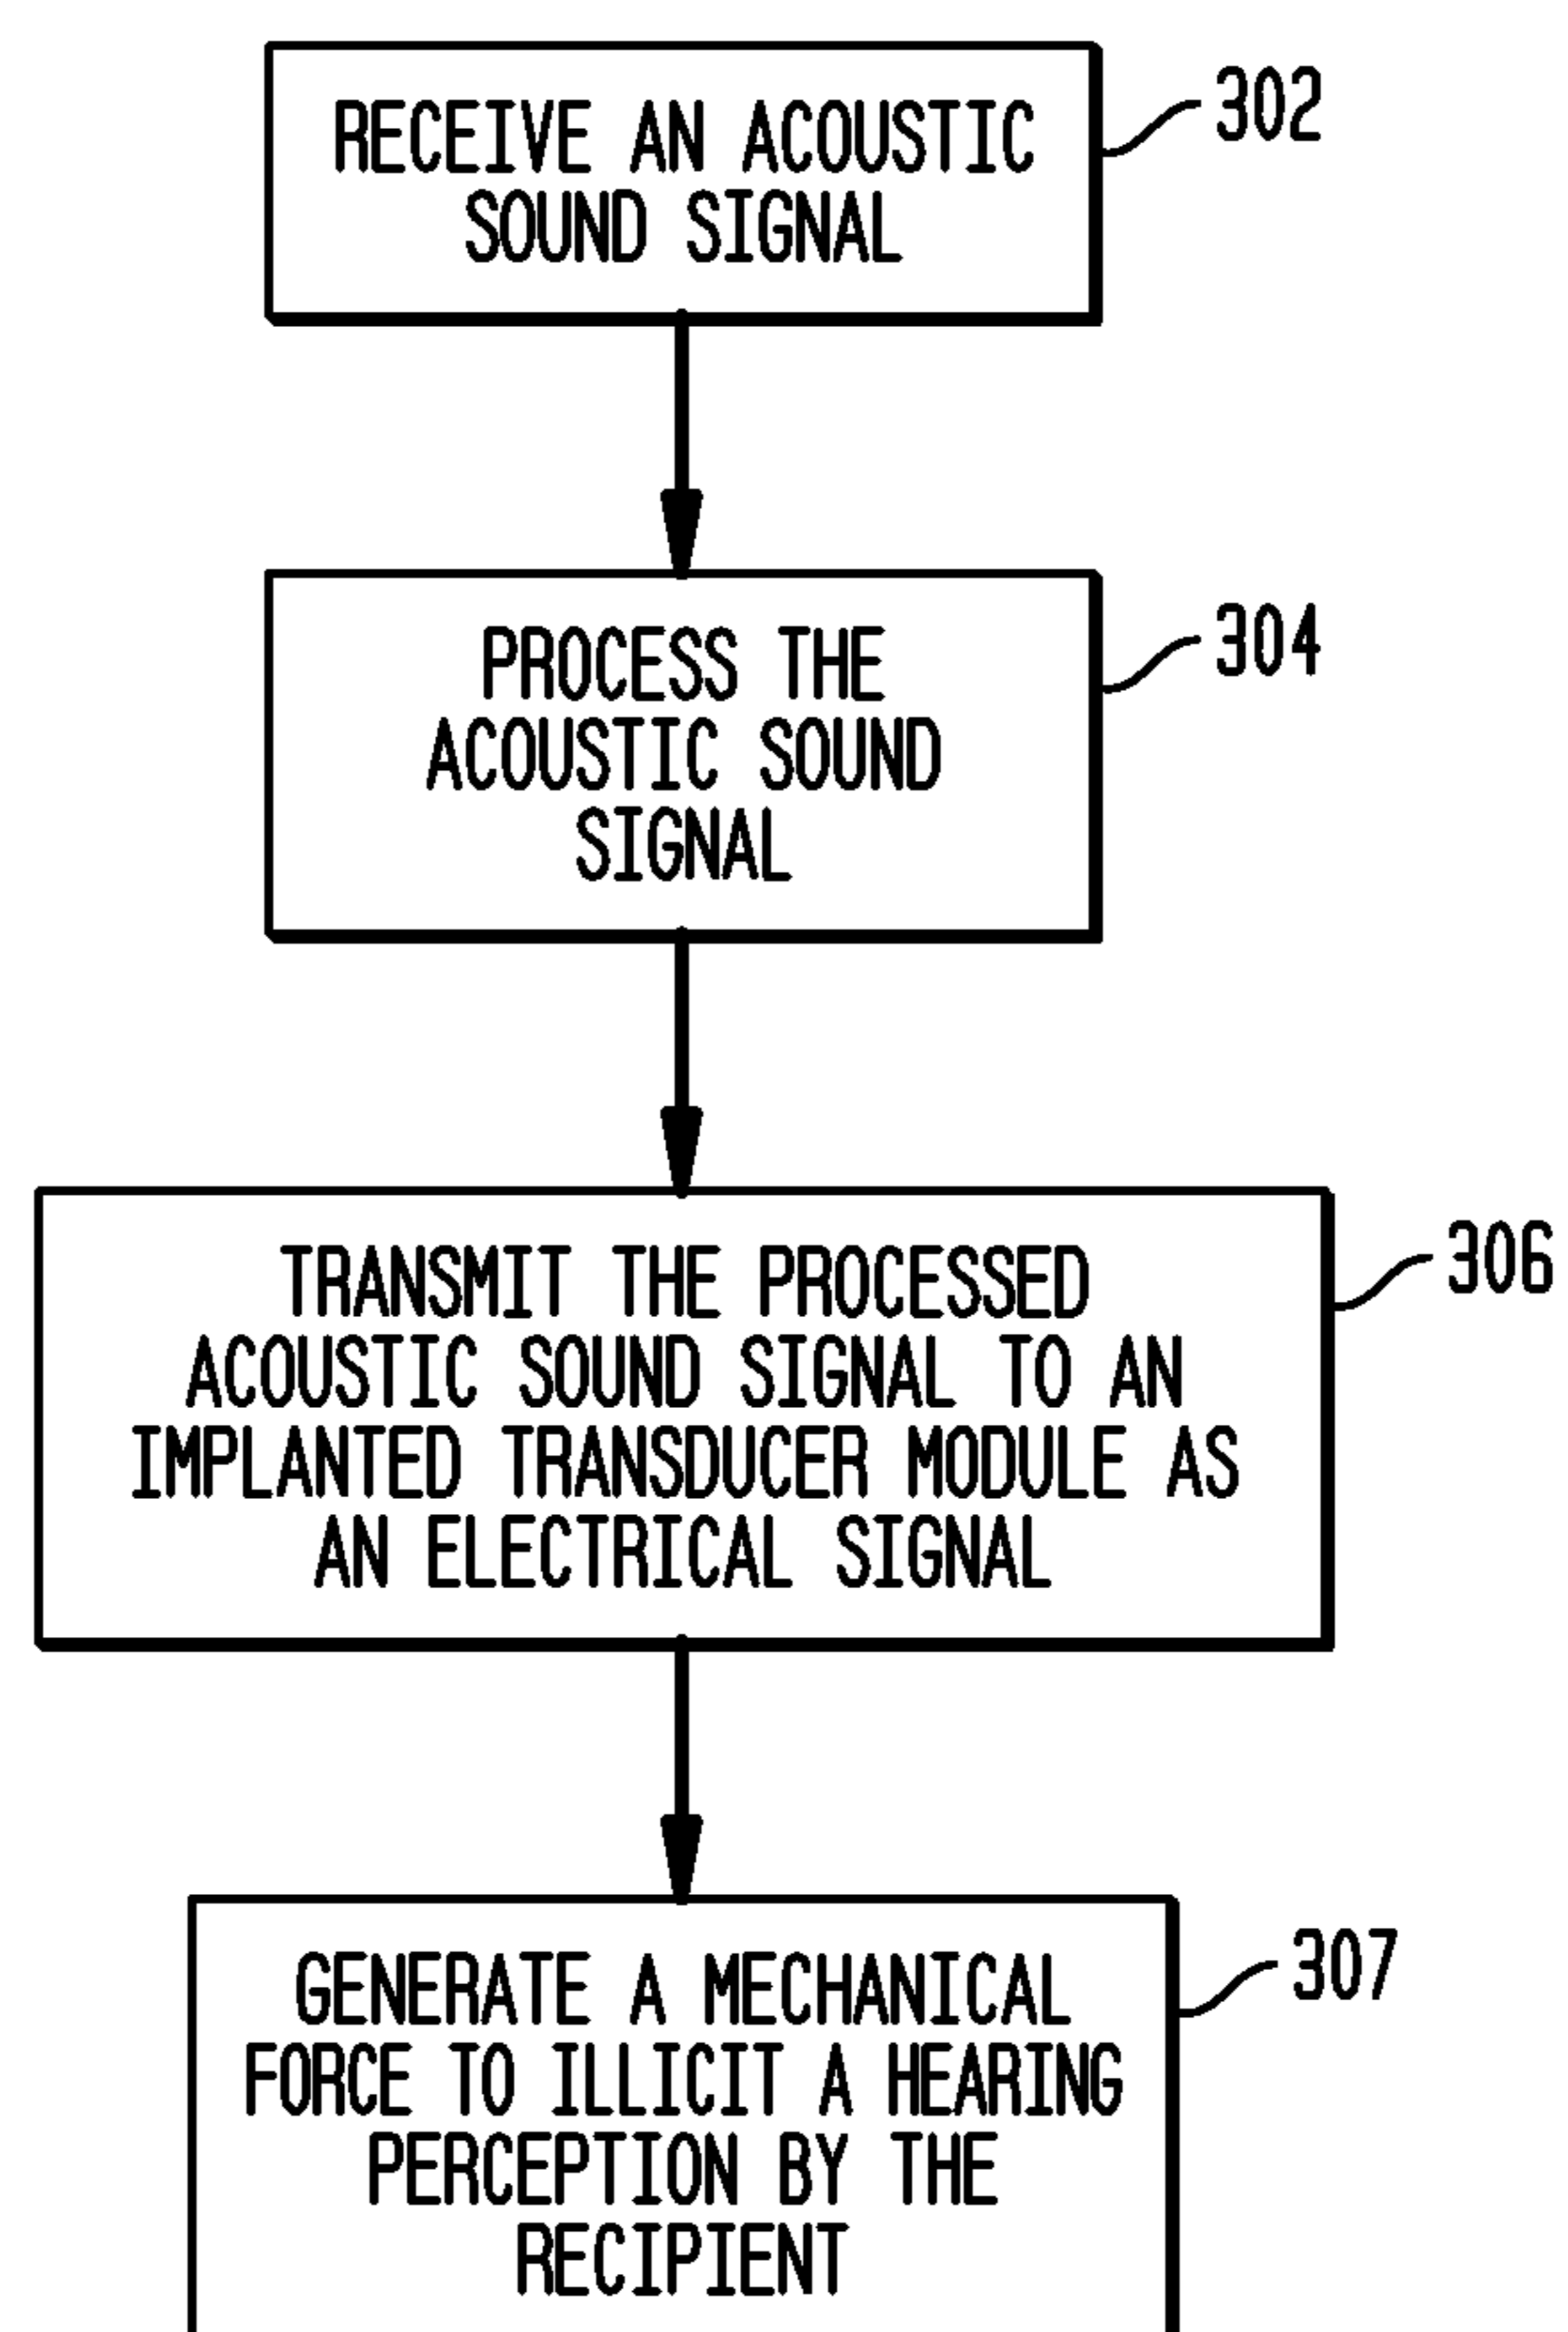 RECEIVE AN ACOUSTIC
SOUND SIGNAL
302
PROCESS THE
ACOUSTIC SOUND
SIGNAL
304
TRANSMIT THE PROCESSED
ACOUSTIC SOUND SIGNAL TO AN
IMPLANTED TRANSDUCER MODULE AS
AN ELECTRICAL SIGNAL
306
GENERATE A MECHANICAL
FORCE TO ILLICIT A HEARING
PERCEPTION BY THE
RECIPIENT
307